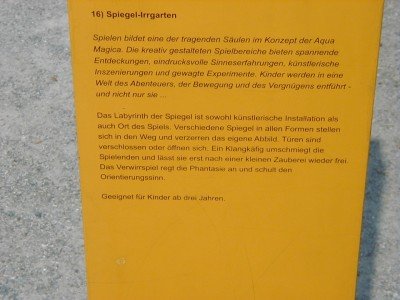 16) Spiegel-Irrgarten
Spielen bildet eine der tragenden Säulen im Konzept der Aqua
Magica. Die kreativ gestalteten Spielbereiche bieten spannende
Entdeckungen, eindrucksvolle Sinneserfahrungen, künstlerische
Inszenierungen und gewagte Experimente. Kinder werden in eine
Welt des Abenteuers, der Bewegung und des Vergnügens entführt -
und nicht nur sie ...
Das Labyrinth der Spiegel ist sowohl künstlerische Installation als
auch Ort des Spiels. Verschiedene Spiegel in allen Formen stellen
sich in den Weg und verzerren das eigene Abbild. Türen sind
verschlossen oder öffnen sich. Ein Klangkäfig umschmiegt die
Spielenden und lässt sie erst nach einer kleinen Zauberei wieder frei.
Das Verwirrspiel regt die Phantasie an und schult den
Orientierungssinn.
Geeignet für Kinder ab drei Jahren.